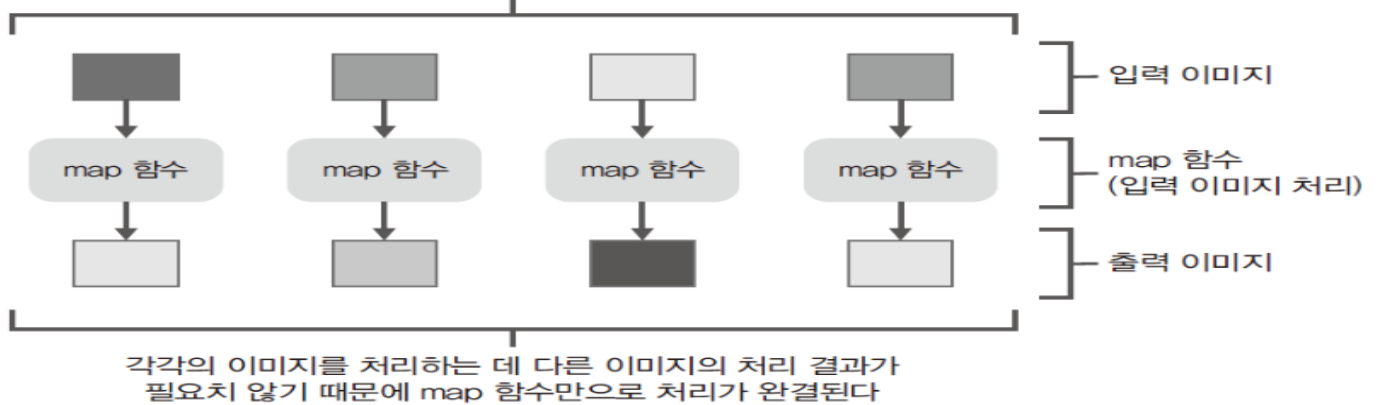 입력 이미지
map 함수
map 함수
map 함수
map 함수
map 함수
(입력 이미지 처리)
출력 이미지
각각의 이미지를 처리하는 데 다른 이미지의 처리 결과가
필요치 않기 때문에 map 함수만으로 처리가 완결된다